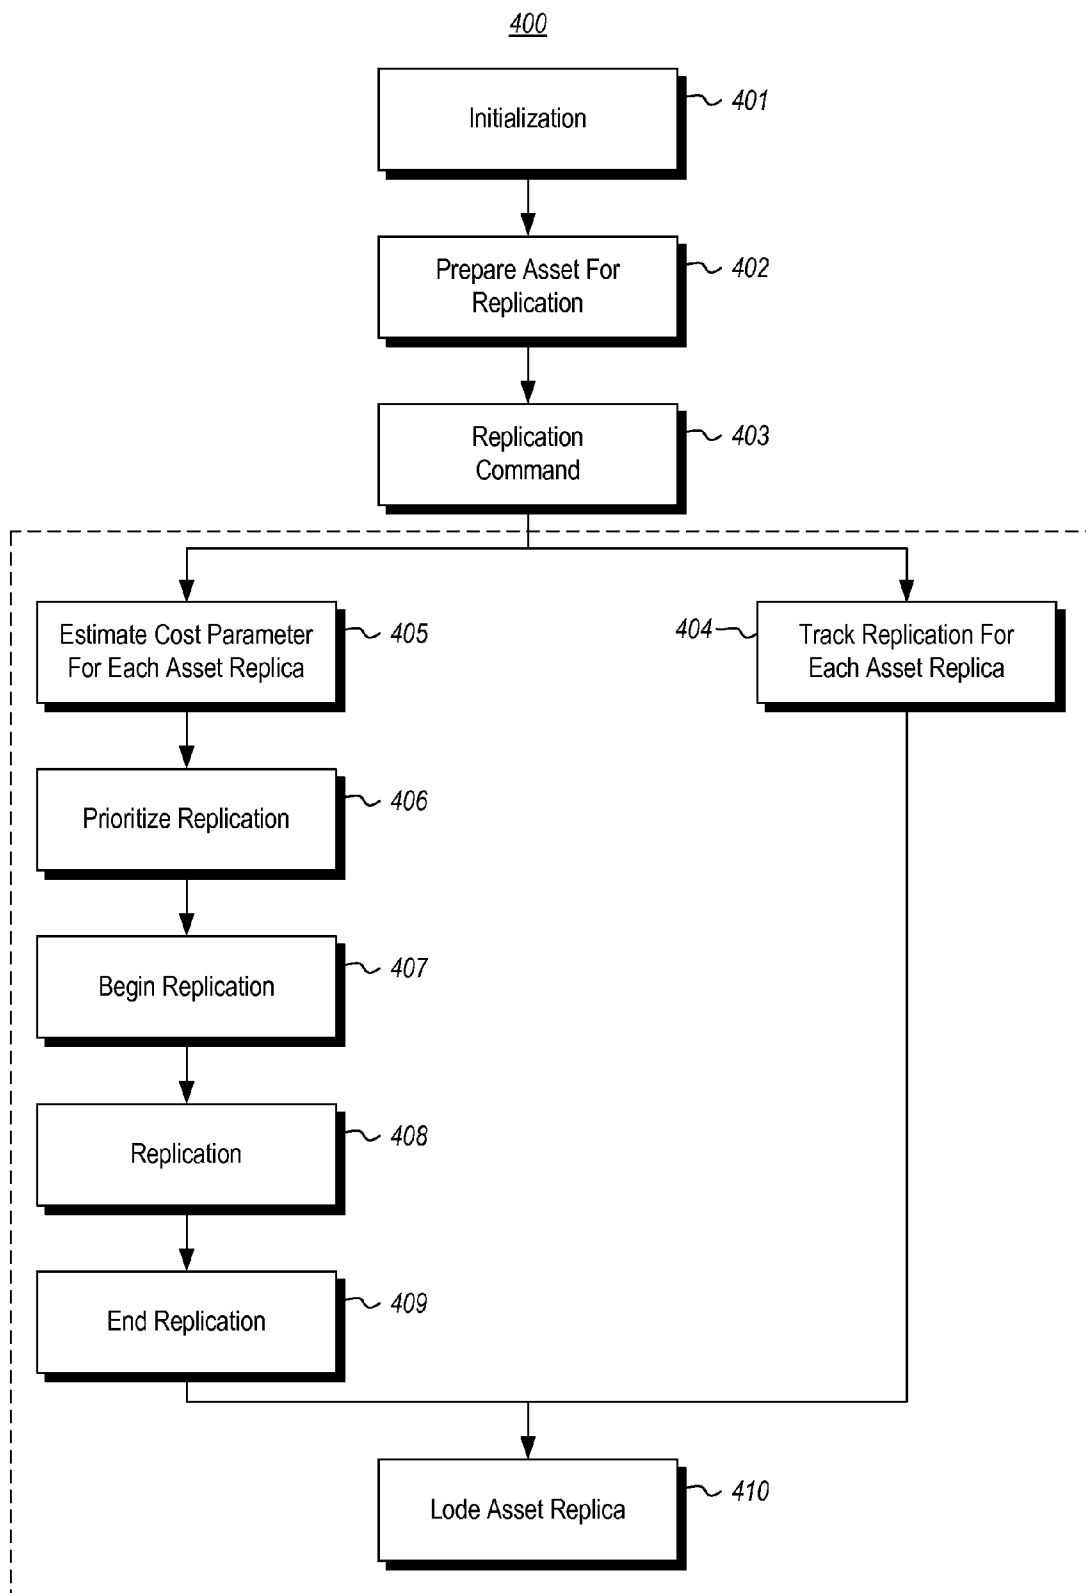 400
Initialization
401
Prepare Asset For
Replication
402
Replication
Command
403
Estimate Cost Parameter
For Each Asset Replica
405
404
Track Replication For
Each Asset Replica
Prioritize Replication
406
Begin Replication
407
Replication
408
End Replication
409
Lode Asset Replica
410